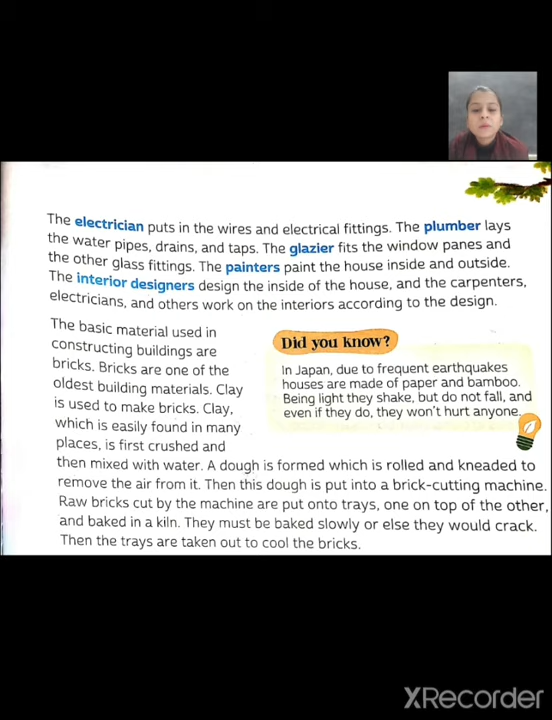 The electrician puts in the wires and electrical fittings. The plumber lays
the water pipes, drains, and taps. The glazier fits the window panes and
the other glass fittings. The painters paint the house inside and outside.
The interior designers design the inside of the house, and the carpenters,
electricians, and others work on the interiors according to the design.
The basic material used in
constructing buildings are
bricks. Bricks are one of the
oldest building materials. Clay
is used to make bricks. Clay,
which is easily found in many
places, is first crushed and
then mixed with water. A dough is formed which is rolled and kneaded to
remove the air from it. Then this dough is put into a brick-cutting machine.
Raw bricks cut by the machine are put onto trays, one on top of the other,
and baked in a kiln. They must be baked slowly or else they would crack.
Then the trays are taken out to cool the bricks.
Did you know?
In Japan, due to frequent earthquakes
houses are made of paper and bamboo.
Being light they shake, but do not fall, and
even if they do, they won't hurt anyone.
XRecorder